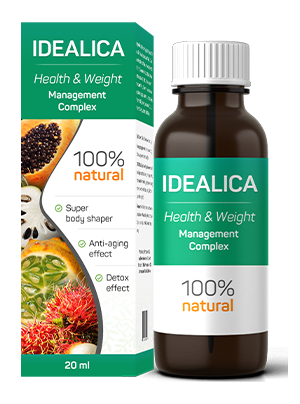 IDEALICA
Health & Weight
Management
Complex
100%
natural
Super
body shaper
Anti-aging
effect
Detox
effect
20 ml
IDEALICA
Health & Weight
Management
Complex
100%
natural